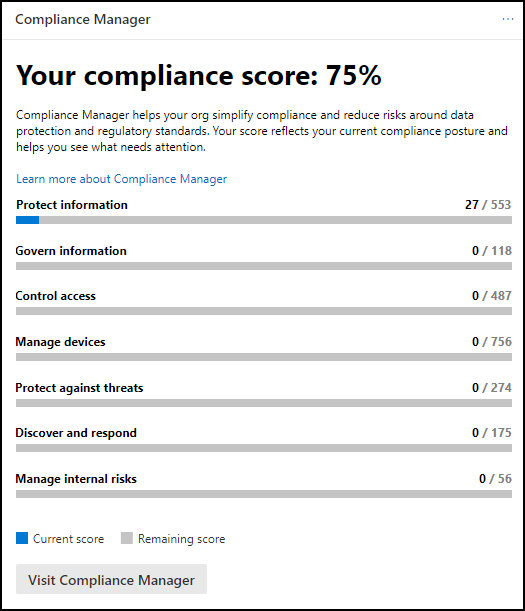 Compliance Manager
...
Your compliance score: 75%
Compliance Manager helps your org simplify compliance and reduce risks around data
protection and regulatory standards. Your score reflects your current compliance posture and
helps you see what needs attention.
Learn more about Compliance Manager
Protect information 27 / 553
Govern information 0 / 118
Control access 0 / 487
Manage devices 0 / 756
Protect against threats 0 / 274
Discover and respond 0 / 175
Manage internal risks 0 / 56
Current score Remaining score
Visit Compliance Manager